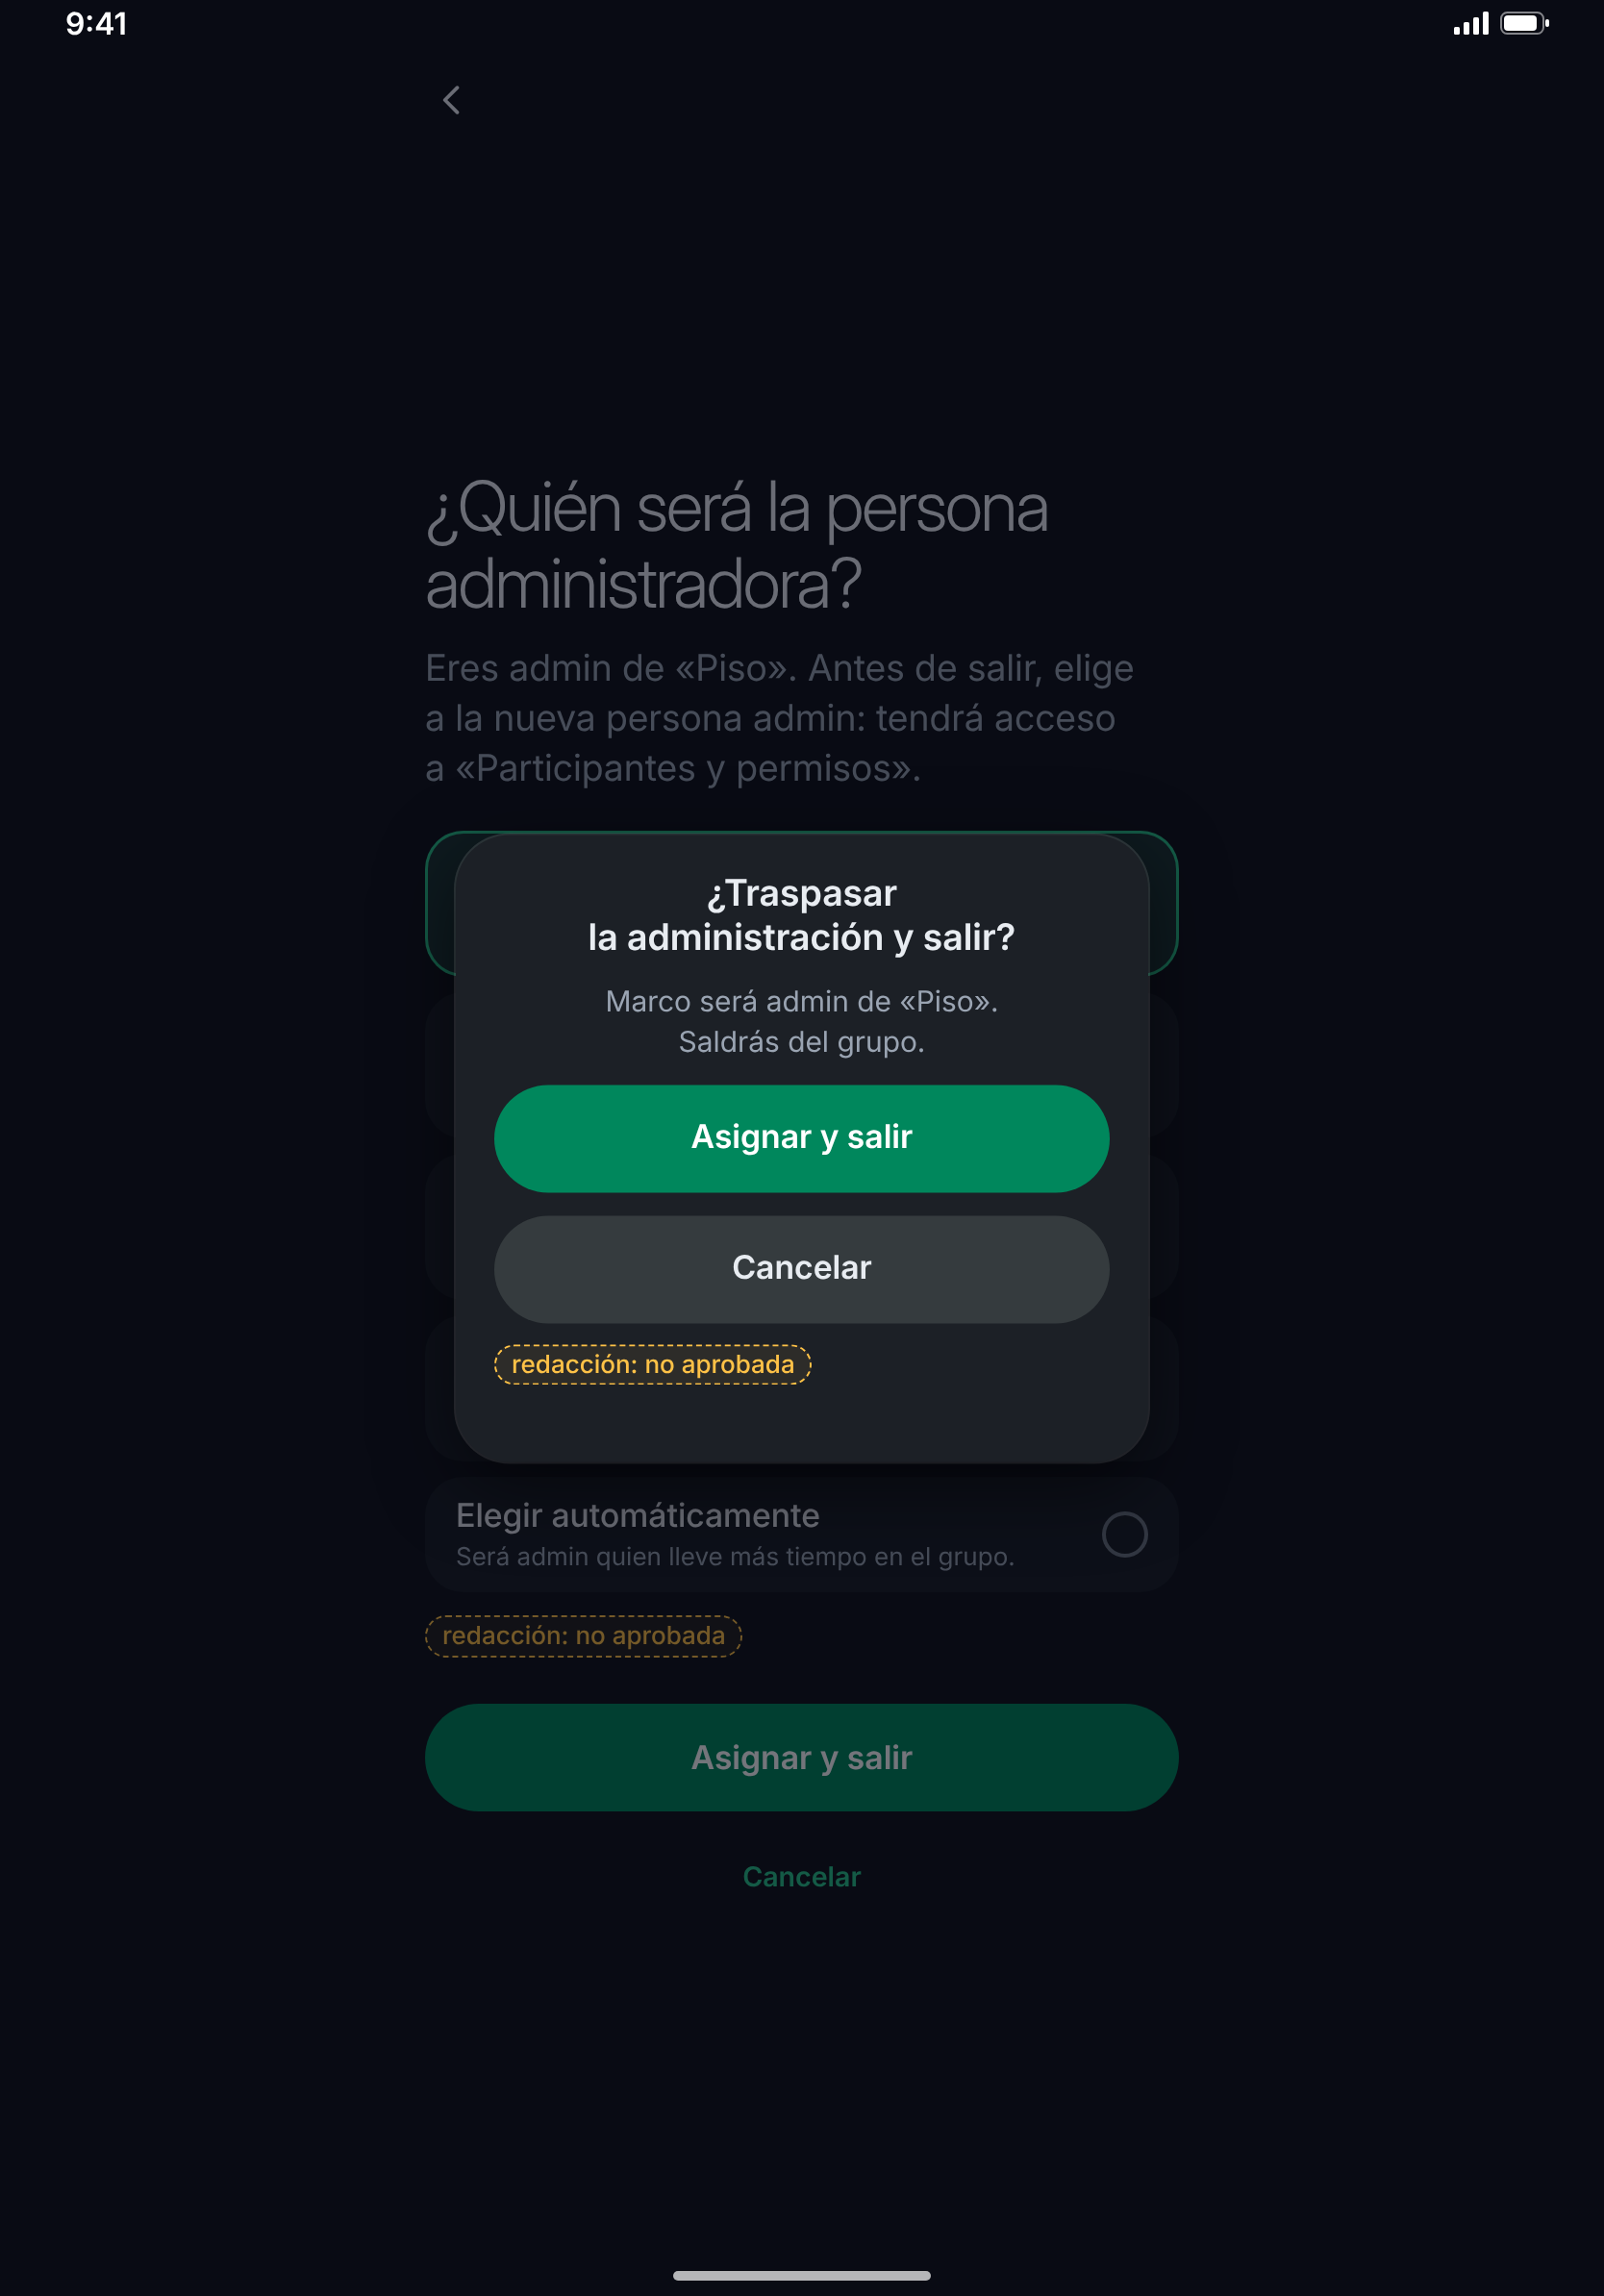 9:41
¿Quién será la persona
administradora?
Eres admin de «Piso». Antes de salir, elige
a la nueva persona admin: tendrá acceso
a «Participantes y permisos».
¿Traspasar
la administración y salir?
Marco será admin de «Piso».
Saldrás del grupo.
Asignar y salir
Cancelar
redacción: no aprobada
Elegir automáticamente
Será admin quien lleve más tiempo en el grupo.
redacción: no aprobada
Asignar y salir
Cancelar